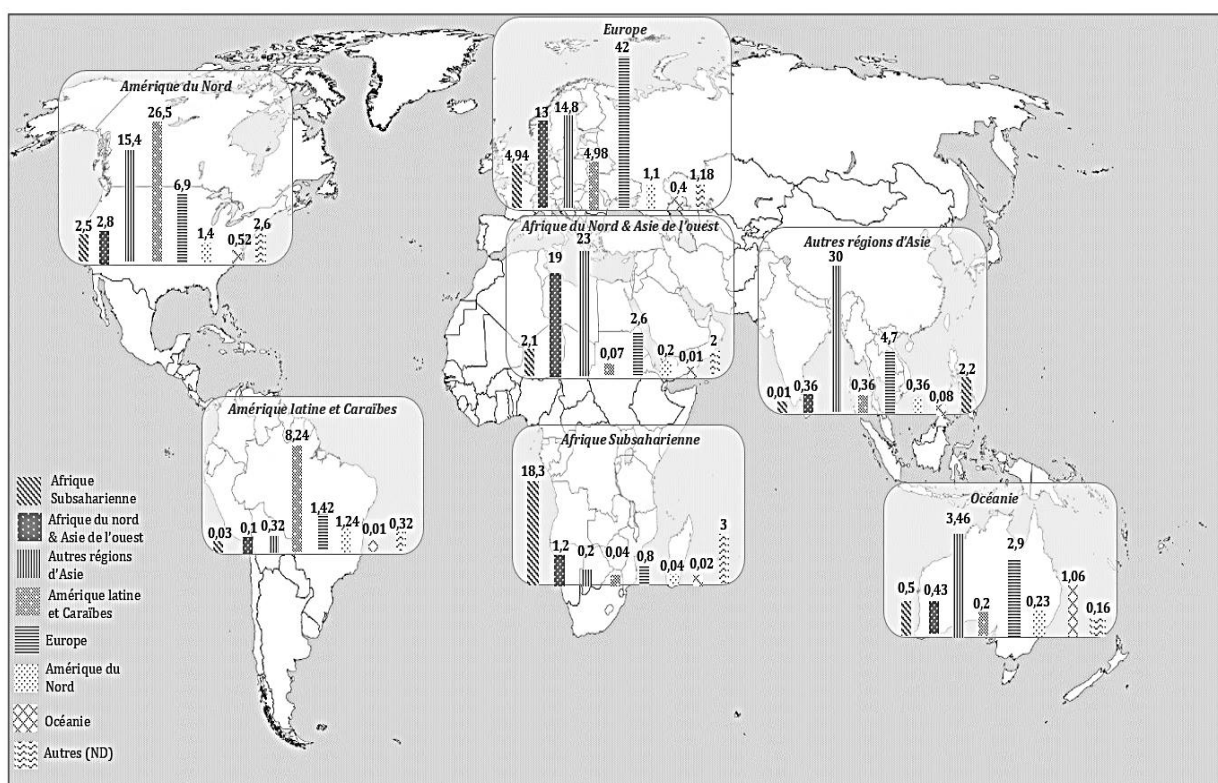 Europe
42
13
14,8
4,94
4,98
1,1
0,4
1,18
Amérique du Nord
26,5
15,4
6,9
2,5
2,8
1,4
0,52
2,6
Afrique du Nord & Asie de l'ouest
23
19
2,1
0,07
2,6
0,2
0,01
2
Autres régions d'Asie
30
0,01
0,36
0,36
4,7
0,36
0,08
2,2
Amérique latine et Caraïbes
8,24
0,03
0,1
0,32
1,42
1,24
0,01
0,32
Afrique Subsaharienne
18,3
1,2
0,2
0,04
0,8
0,04
0,02
3
Océanie
3,46
2,9
0,5
0,43
0,2
0,23
1,06
0,16
Afrique
Subsaharienne
Afrique du nord
& Asie de l'ouest
Autres régions
d'Asie
Amérique latine
et Caraïbes
Europe
Amérique du
Nord
Océanie
Autres (ND)